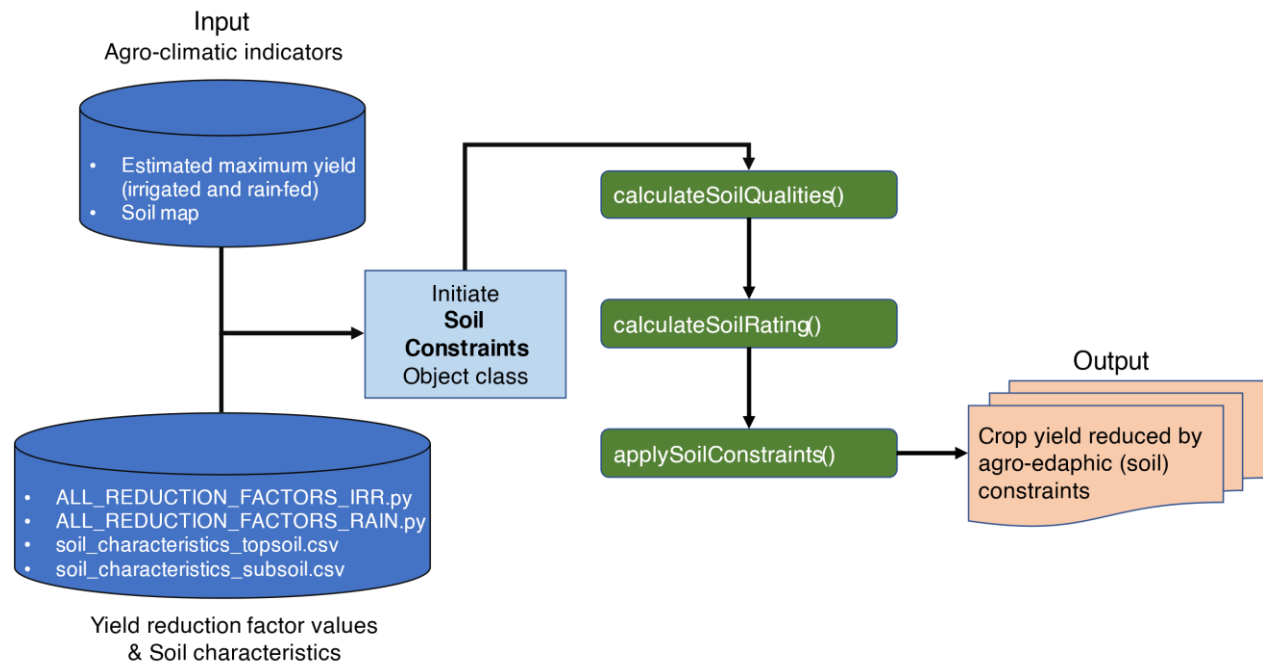 Input
Agro-climatic indicators
• Estimated maximum yield
(irrigated and rain-fed)
• Soil map
Initiate
Soil
Constraints
Object class
• ALL_REDUCTION_FACTORS_IRR.py
• ALL_REDUCTION_FACTORS_RAIN.py
• soil_characteristics_topsoil.csv
• soil_characteristics_subsoil.csv
Yield reduction factor values
& Soil characteristics
calculateSoilQualities()
calculateSoilRating()
applySoilConstraints()
Output
Crop yield reduced by
agro-edaphic (soil)
constraints